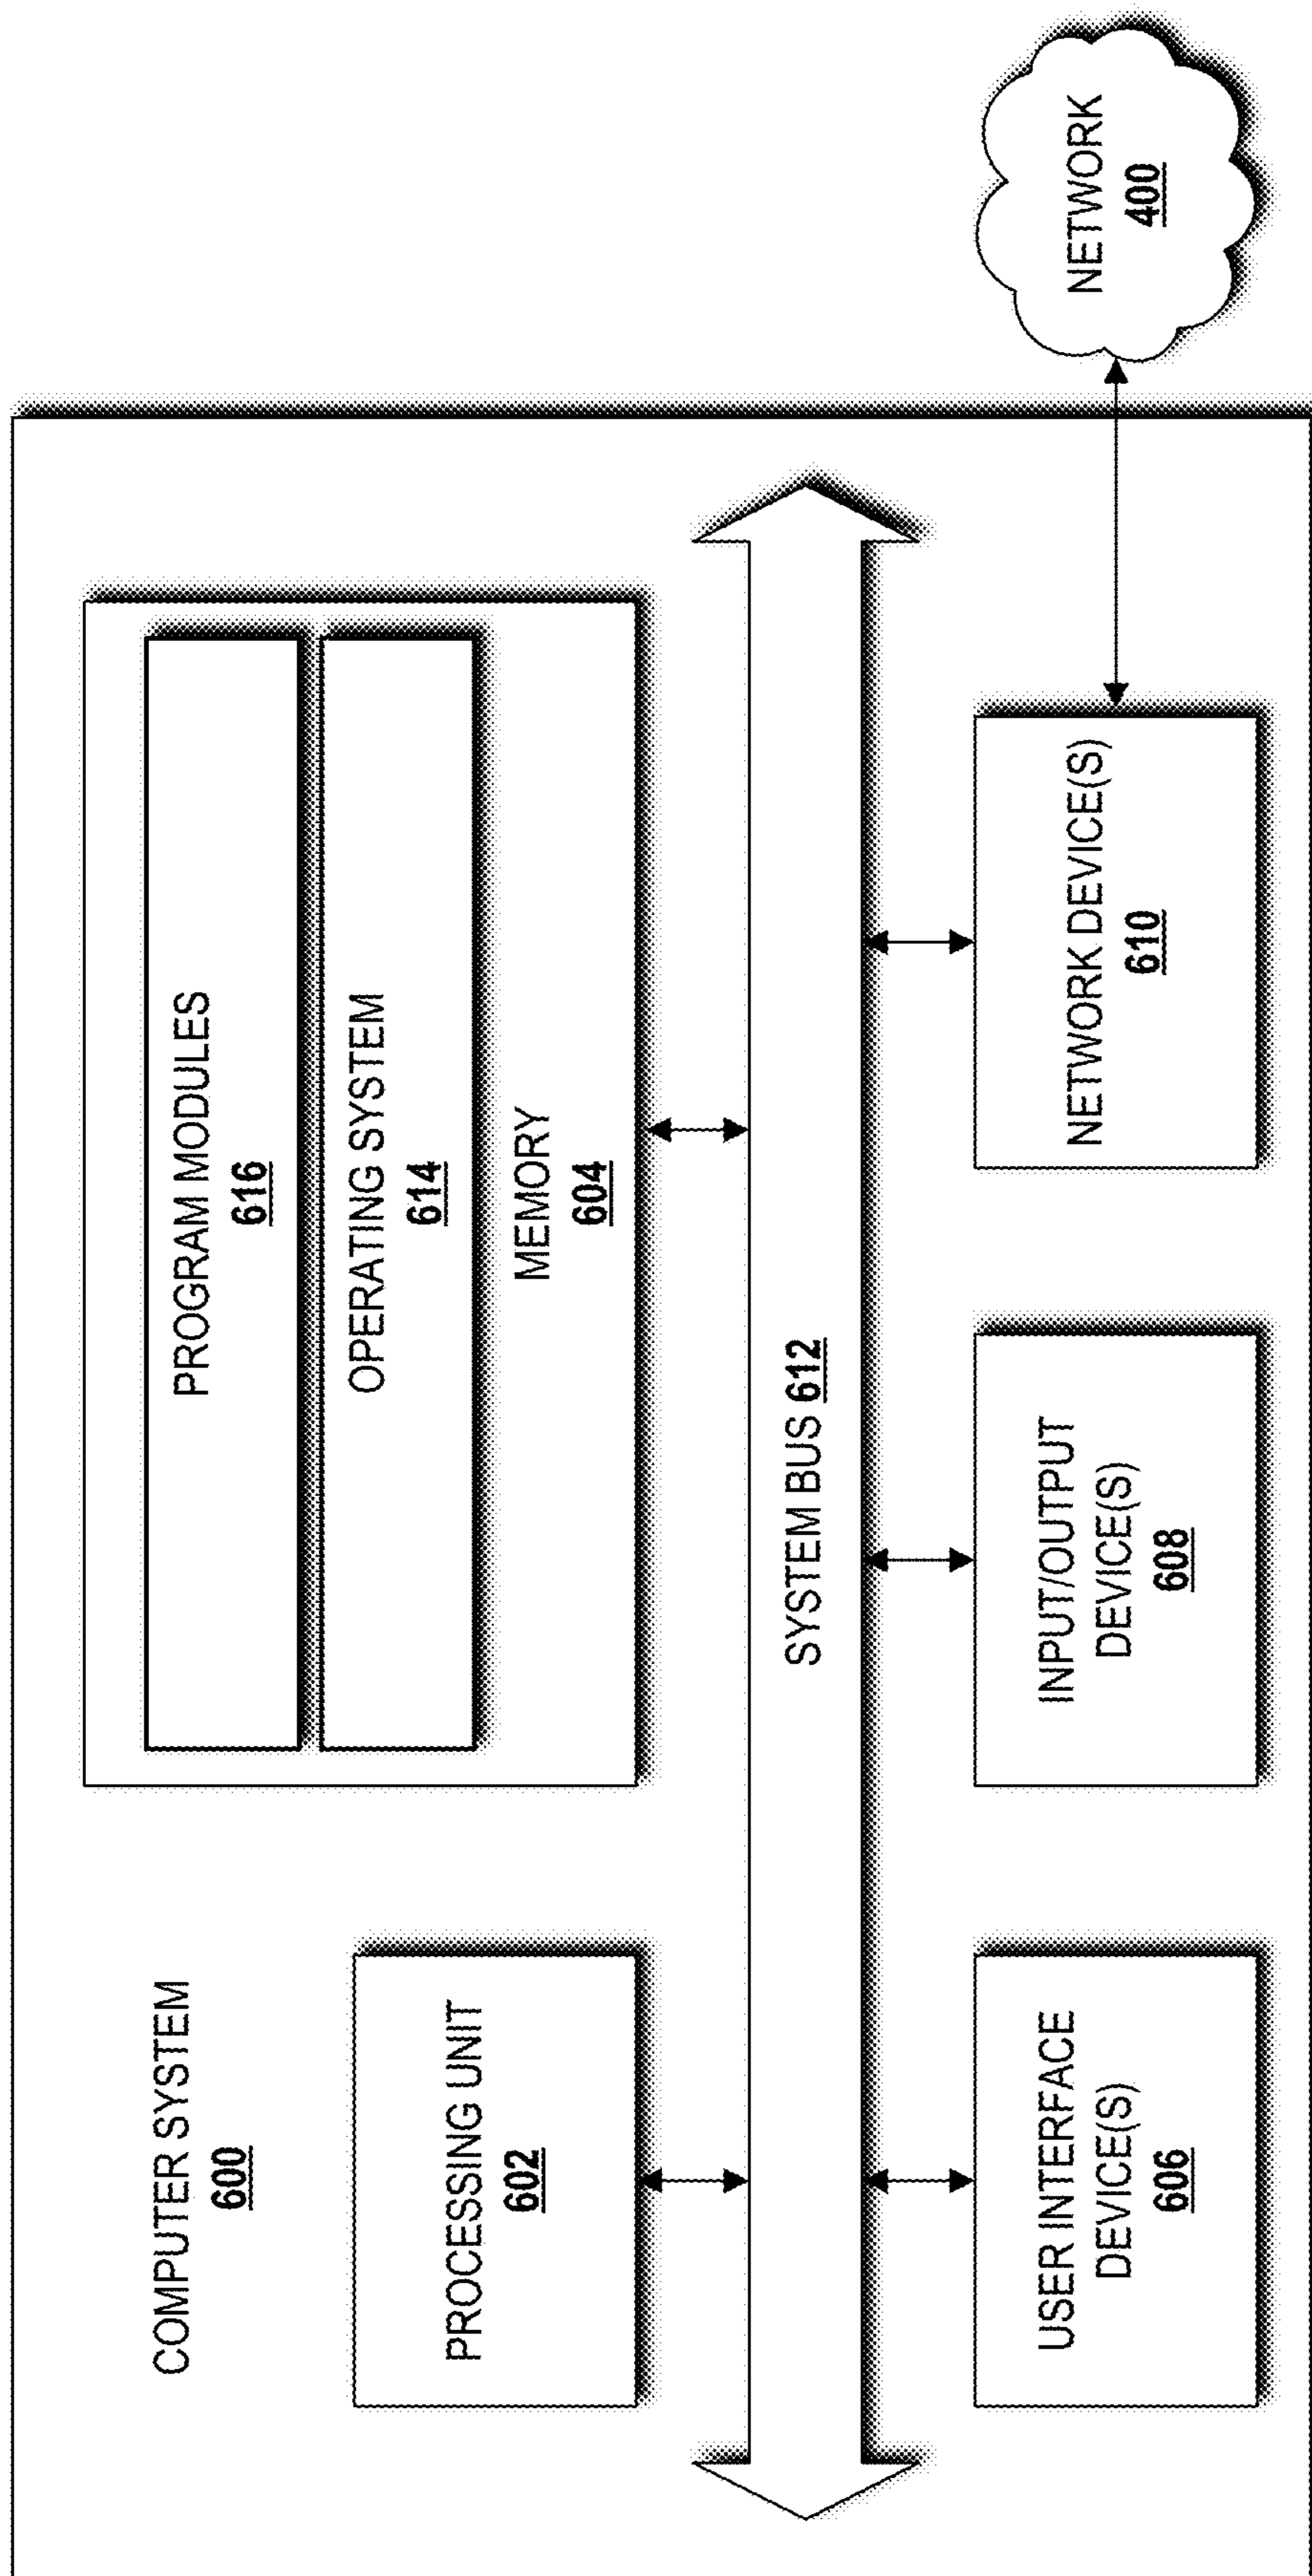 COMPUTER SYSTEM
600
PROCESSING UNIT
602
PROGRAM MODULES
616
OPERATING SYSTEM
614
MEMORY
604
SYSTEM BUS 612
USER INTERFACE
DEVICE(S)
606
INPUT/OUTPUT
DEVICE(S)
608
NETWORK DEVICE(S)
610
NETWORK
400